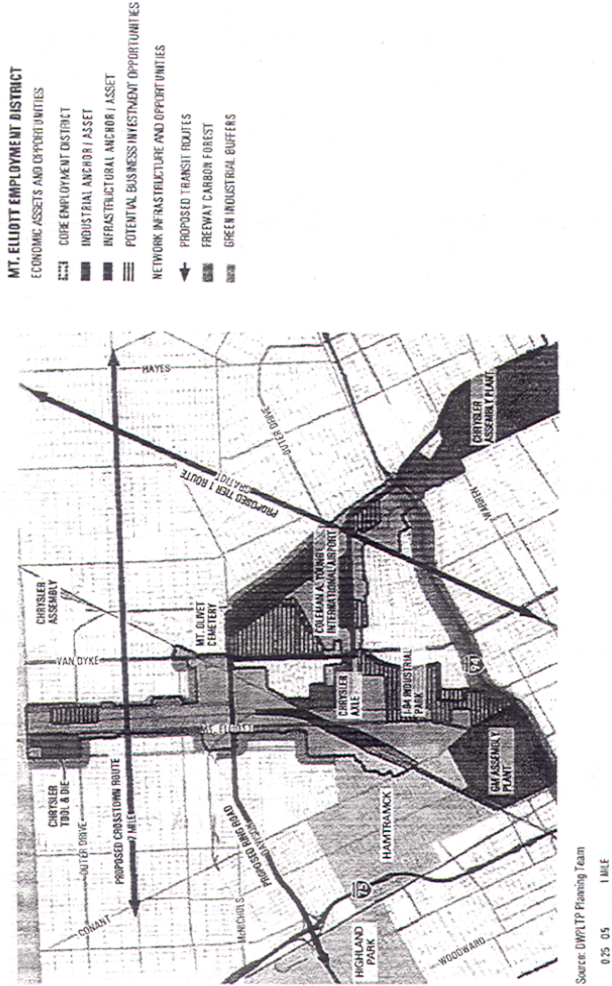 MT. ELLIOTT EMPLOYMENT DISTRICT
ECONOMIC ASSETS AND OPPORTUNITIES
CORE EMPLOYMENT DISTRICT
INDUSTRIAL ANCHOR / ASSET
INFRASTRUCTURAL ANCHOR / ASSET
POTENTIAL BUSINESS INVESTMENT OPPORTUNITIES
NETWORK INFRASTRUCTURE AND OPPORTUNITIES
PROPOSED TRANSIT ROUTES
FREEWAY CARBON FOREST
GREEN INDUSTRIAL BUFFERS
CHRYSLER
TOOL & DIE
CHRYSLER
ASSEMBLY
HAYES
OUTER DRIVE
PROPOSED CROSSTOWN ROUTE
7 MILE
VAN DYKE
MT. ELLIOTT
CONANT
MCNICHOLS
PROPOSED RING ROAD
DAVISON
MT. OLIVET
CEMETERY
PROPOSED TIER 1 ROUTE
GRATIOT
OUTER DRIVE
COLEMAN A. YOUNG
INTERNATIONAL AIRPORT
CHRYSLER
AXLE
I-94 INDUSTRIAL
PARK
HIGHLAND
PARK
75
HAMTRAMCK
GM ASSEMBLY
PLANT
94
WARREN
CHRYSLER
ASSEMBLY PLANT
WOODWARD
Source: DWPLTP Planning Team
0.25 0.5 1 MILE